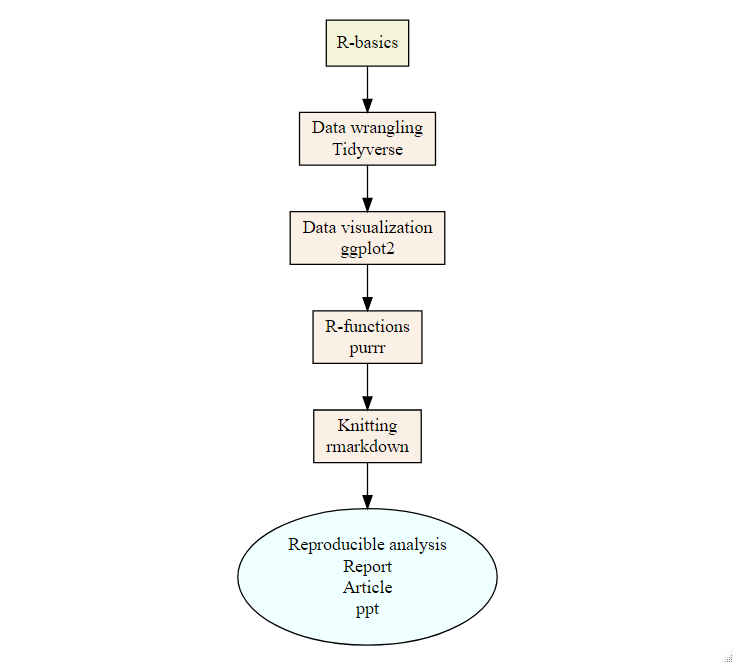 R-basics
Data wrangling
Tidyverse
Data visualization
ggplot2
R-functions
purrr
Knitting
rmarkdown
Reproducible analysis
Report
Article
ppt